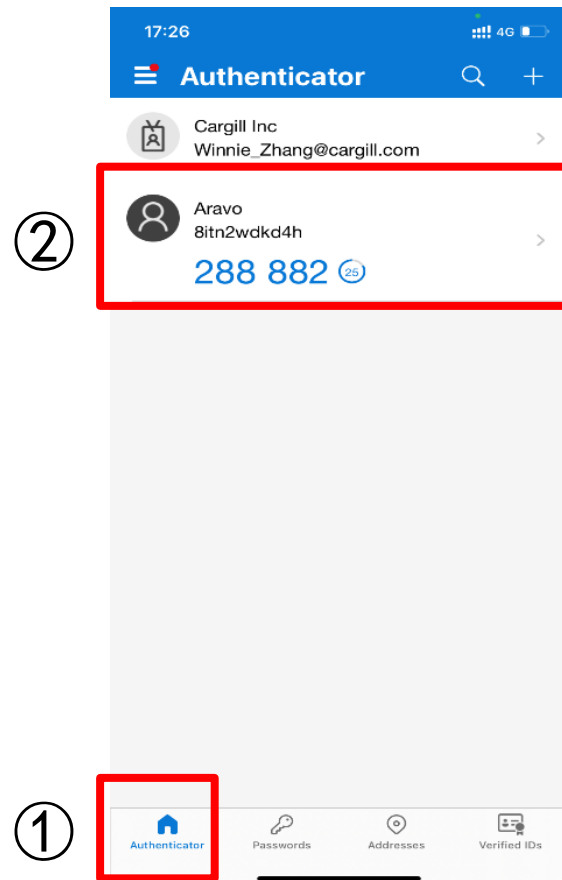 17:26
4G
Authenticator
Cargill Inc
Winnie_Zhang@cargill.com
②
Aravo
8itn2wdkd4h
288 882 25
①
Authenticator
Passwords
Addresses
Verified IDs